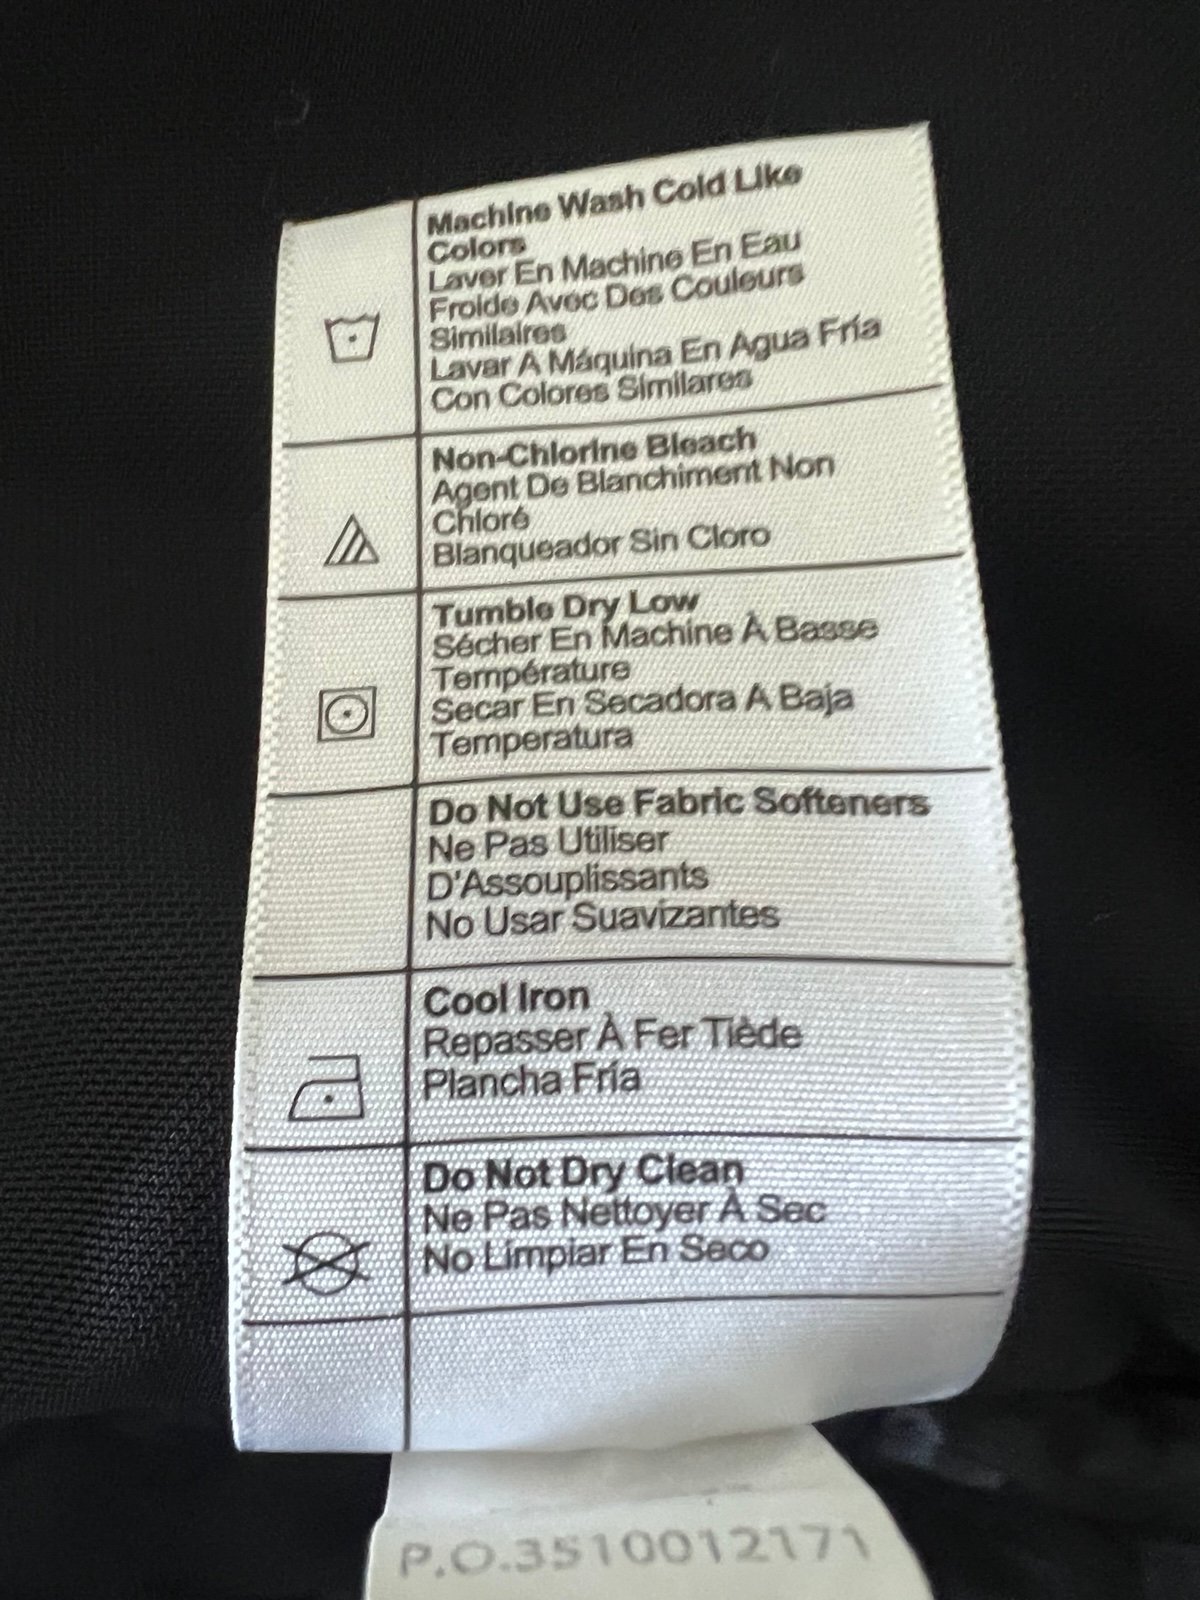 Machine Wash Cold Like
Colors
Laver En Machine En Eau
Froide Avec Des Couleurs
Similaires
Lavar A Máquina En Agua Fría
Con Colores Similares
Non-Chlorine Bleach
Agent De Blanchiment Non
Chloré
Blanqueador Sin Cloro
Tumble Dry Low
Sécher En Machine À Basse
Température
Secar En Secadora A Baja
Temperatura
Do Not Use Fabric Softeners
Ne Pas Utiliser
D'Assouplissants
No Usar Suavizantes
Cool Iron
Repasser À Fer Tiède
Plancha Fría
Do Not Dry Clean
Ne Pas Nettoyer À Sec
No Limpiar En Seco
P.O.3510012171